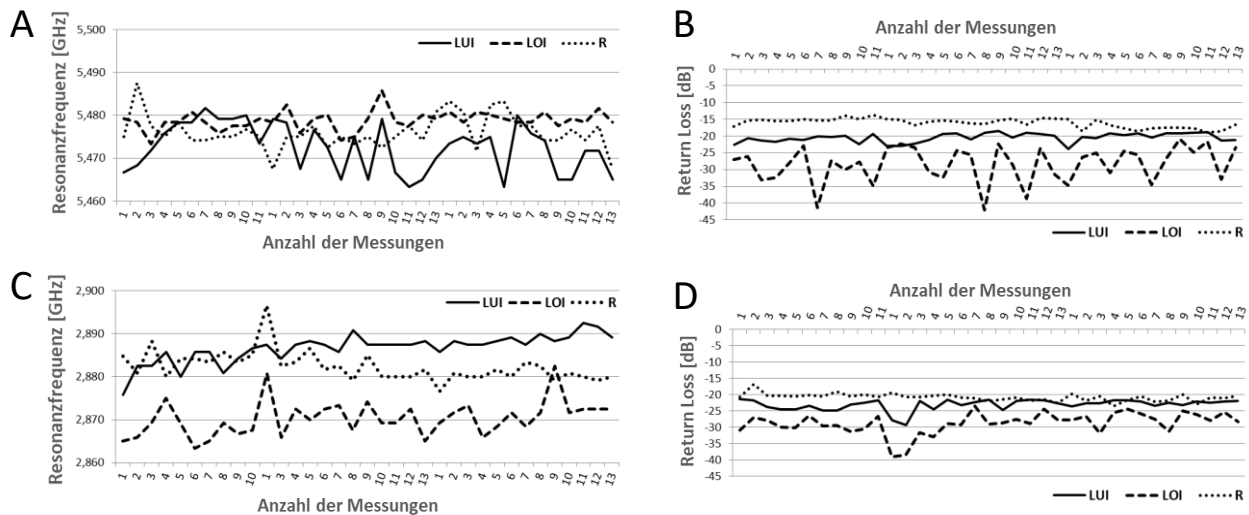 A
Resonanzfrequenz [GHz]
5,500
5,490
5,480
5,470
5,460
LUI LOI R
1 2 3 4 5 6 7 8 9 10 11 1 2 3 4 5 6 7 8 9 10 11 12 13 1 2 3 4 5 6 7 8 9 10 11 12 13
Anzahl der Messungen
B
Anzahl der Messungen
1 2 3 4 5 6 7 8 9 10 11 1 2 3 4 5 6 7 8 9 10 11 12 13 1 2 3 4 5 6 7 8 9 10 11 12 13
Return Loss [dB]
0
-5
-10
-15
-20
-25
-30
-35
-40
-45
LUI LOI R
C
Resonanzfrequenz [GHz]
2,900
2,890
2,880
2,870
2,860
LUI LOI R
1 2 3 4 5 6 7 8 9 10 1 2 3 4 5 6 7 8 9 10 11 12 13 1 2 3 4 5 6 7 8 9 10 11 12 13
Anzahl der Messungen
D
Anzahl der Messungen
1 2 3 4 5 6 7 8 9 10 11 1 2 3 4 5 6 7 8 9 10 11 12 13 1 2 3 4 5 6 7 8 9 10 11 12 13
Return Loss [dB]
0
-5
-10
-15
-20
-25
-30
-35
-40
-45
LUI LOI R